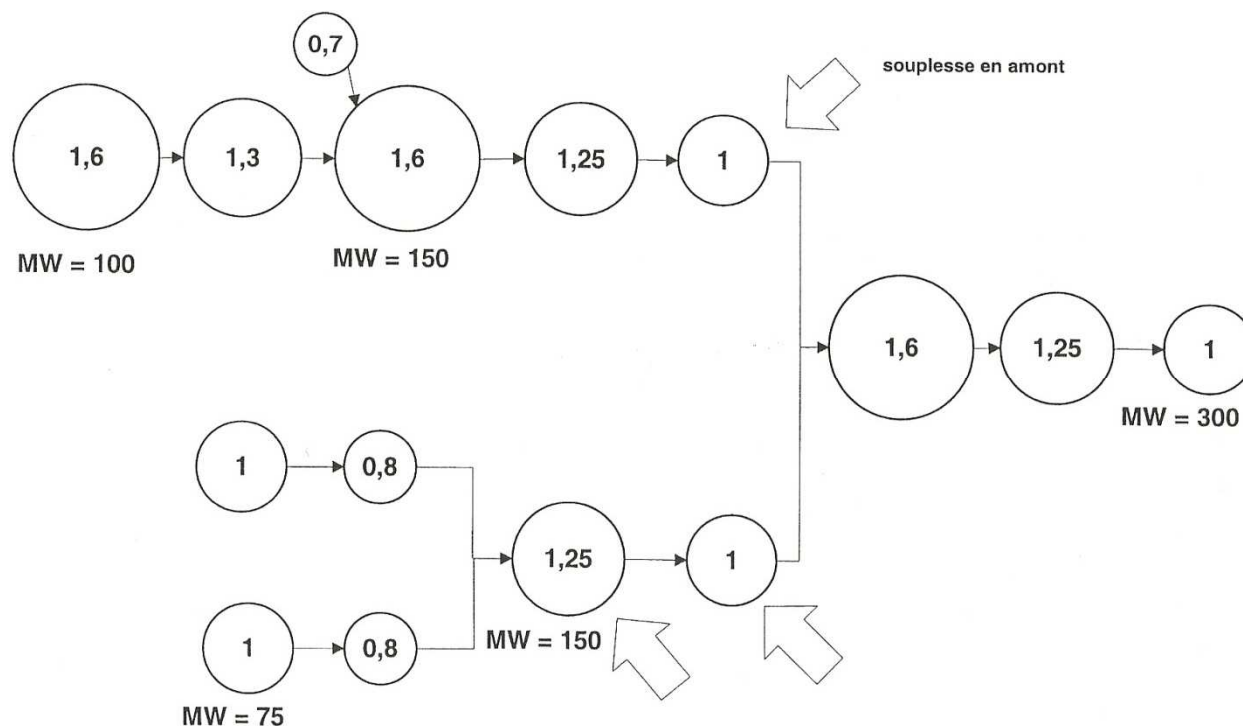 0,7
souplesse en amont
1,6
1,3
1,6
1,25
1
MW = 100
MW = 150
1,6
1,25
1
MW = 300
1
0,8
1,25
1
1
0,8
MW = 150
MW = 75